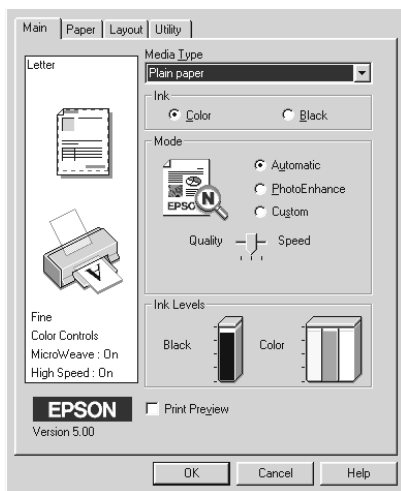 Main Paper Layout Utility
Letter
Media Type
Plain paper
Ink
Color Black
Mode
EPSO
N
Automatic
PhotoEnhance
Custom
Quality Speed
A
Fine
Color Controls
MicroWeave : On
High Speed : On
Ink Levels
Black Color
EPSON
Version 5.00
Print Preview
OK Cancel Help